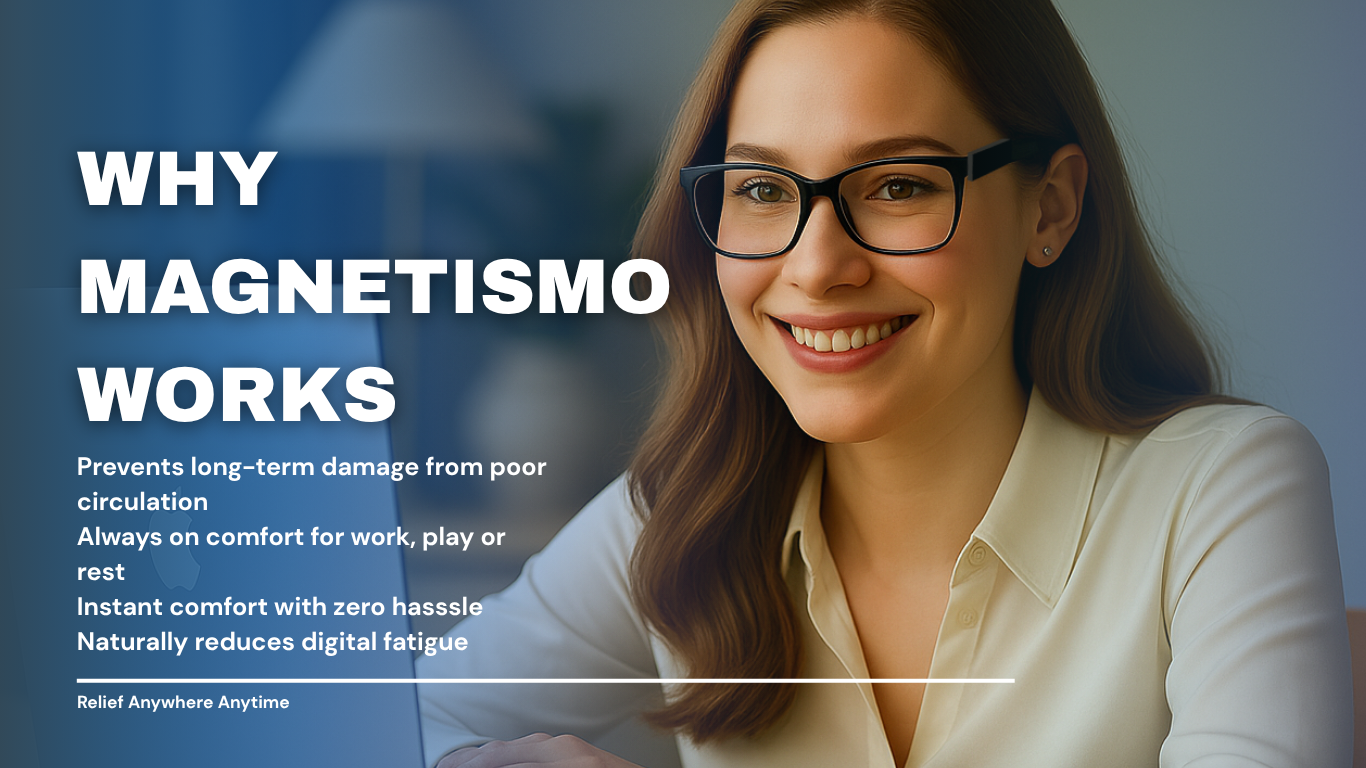 WHY
MAGNETISMO
WORKS
Prevents long-term damage from poor
circulation
Always on comfort for work, play or
rest
Instant comfort with zero hasssle
Naturally reduces digital fatigue
Relief Anywhere Anytime